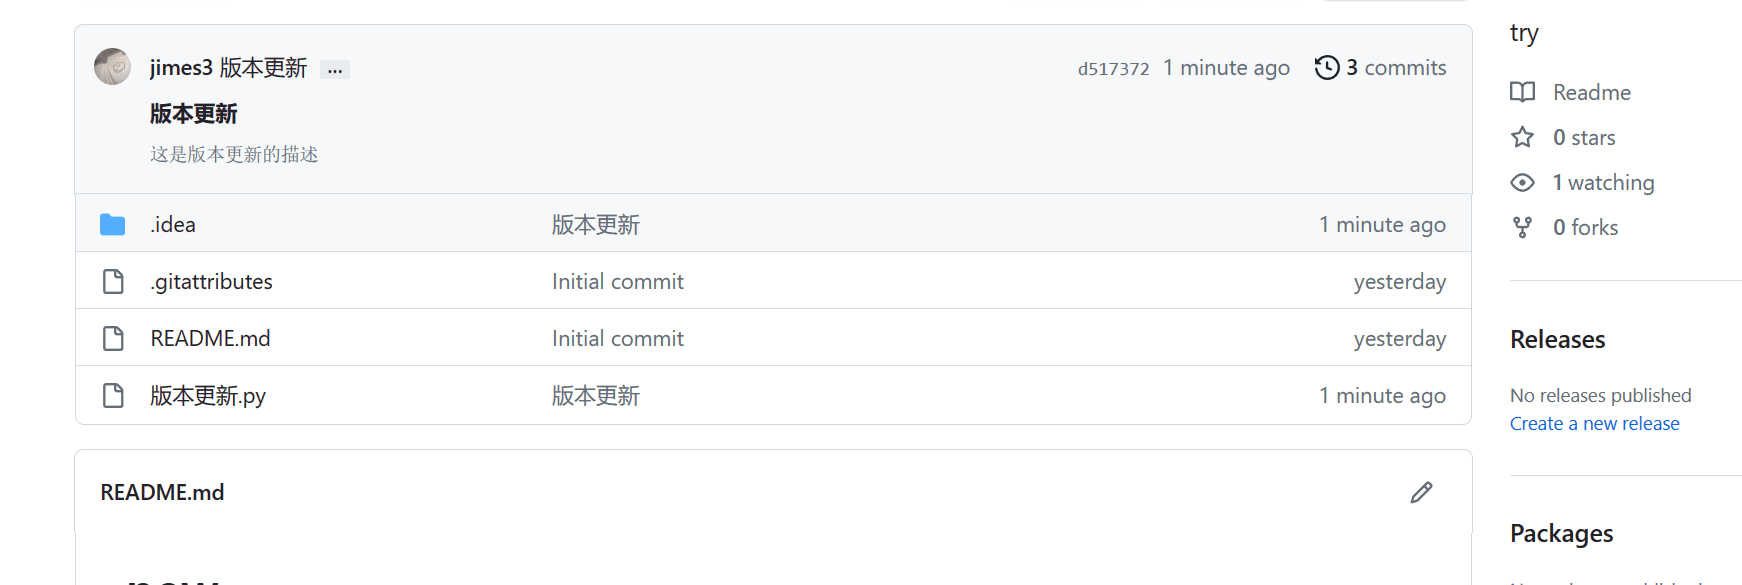 jimes3 版本更新 ... d517372 1 minute ago 3 commits
版本更新
这是版本更新的描述
.idea 版本更新 1 minute ago
.gitattributes Initial commit yesterday
README.md Initial commit yesterday
版本更新.py 版本更新 1 minute ago
README.md
try
Readme
0 stars
1 watching
0 forks
Releases
No releases published
Create a new release
Packages